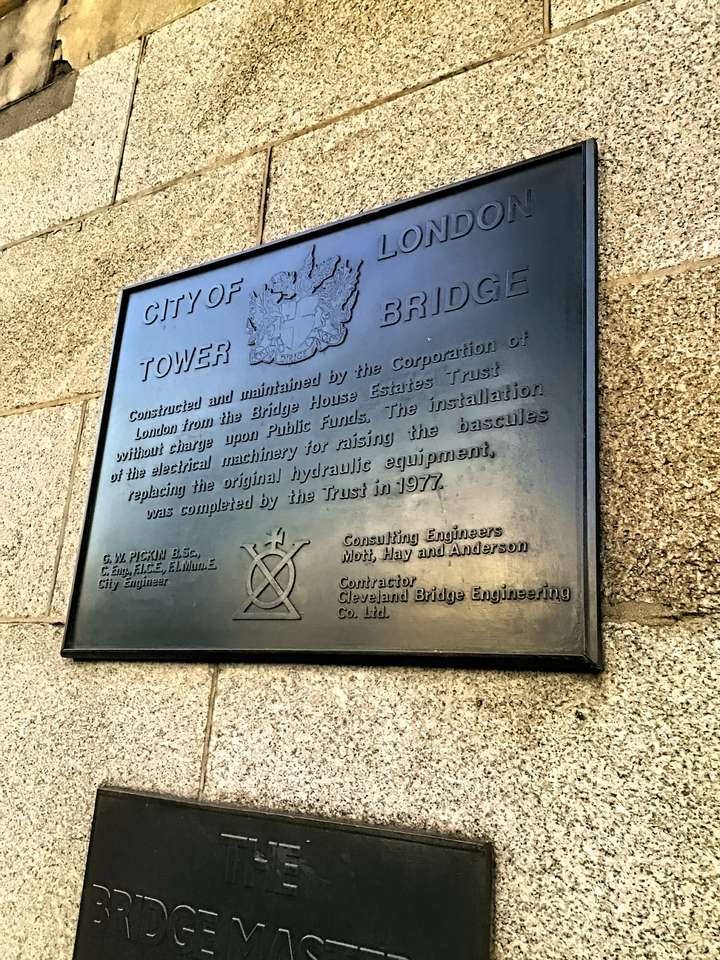 CITY OF LONDON
TOWER BRIDGE
Constructed and maintained by the Corporation of
London from the Bridge House Estates Trust
without charge upon Public Funds. The installation
of the electrical machinery for raising the bascules
replacing the original hydraulic equipment,
was completed by the Trust in 1977.
G. W. PICKIN B.Sc.,
C. Eng., F.I.C.E., F.I. Mun. E.
City Engineer
Consulting Engineers
Mott, Hay and Anderson
Contractor
Cleveland Bridge Engineering
Co. Ltd.
THE
BRIDGE MASTER